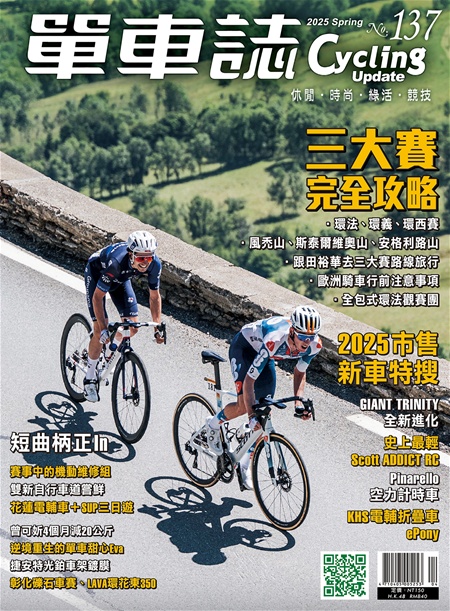 單車誌
2025 Spring No: 137
Cycling
Update
休閒・時尚・綠活・競技
三大賽
完全攻略
・環法、環義、環西賽
・風禿山、斯泰爾維奧山、安格利路山
・跟田裕華去三大賽路線旅行
・歐洲騎車行前注意事項
・全包式環法觀賽團
2025市售
新車特搜
GIANT TRINITY
全新進化
史上最輕
Scott ADDICT RC
Pinarello
空力計時車
KHS電輔折疊車
ePony
短曲柄正In
賽事中的機動維修組
雙新自行車道嘗鮮
花蓮電輔車＋SUP三日遊
曾可妡4個月減20公斤
逆境重生的單車甜心Eva
捷安特光鉑車架鍍膜
彰化礫石車賽、LAVA環花東350
04
4710405005253
定價・NT150
H.K.48 RMB40